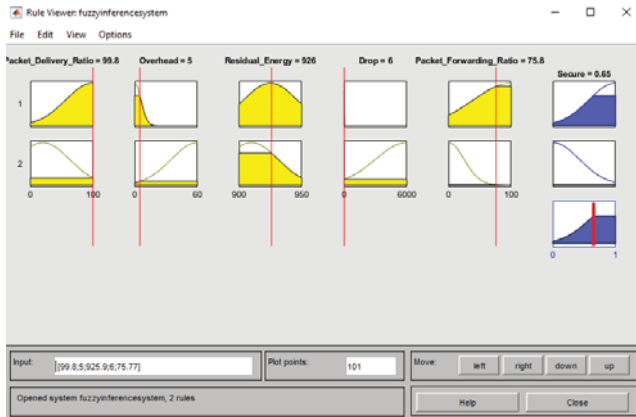 Rule Viewer: fuzzyinferencesystem
File Edit View Options
Packet_Delivery_Ratio = 99.8 Overhead = 5 Residual_Energy = 926 Drop = 6 Packet_Forwarding_Ratio = 75.8
Secure = 0.65
1
2
0 100 0 60 900 950 0 6000 0 100
0 1
Input: [99.8;5;925.9;6;75.77] Plot points: 101 Move: left right down up
Opened system fuzzyinferencesystem, 2 rules Help Close